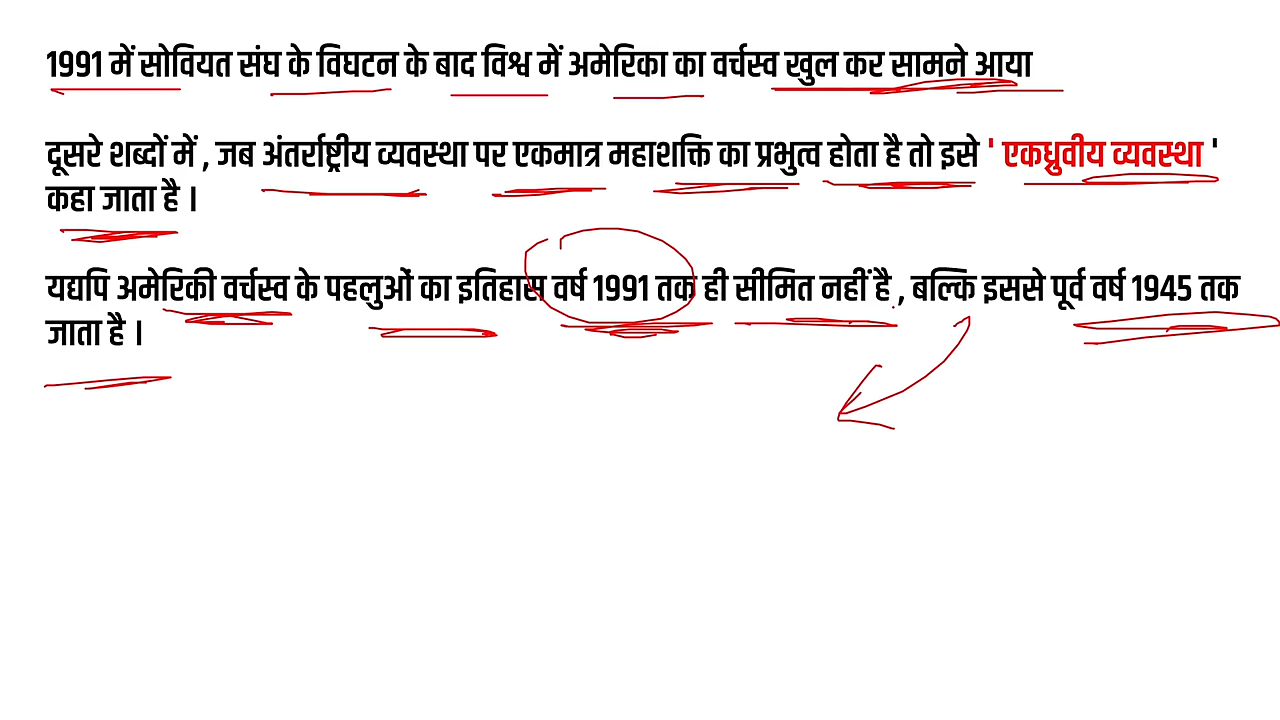 1991 में सोवियत संघ के विघटन के बाद विश्व में अमेरिका का वर्चस्व खुल कर सामने आया
दूसरे शब्दों में , जब अंतर्राष्ट्रीय व्यवस्था पर एकमात्र महाशक्ति का प्रभुत्व होता है तो इसे ' एकध्रुवीय व्यवस्था '
कहा जाता है ।
यद्यपि अमेरिकी वर्चस्व के पहलुओं का इतिहास वर्ष 1991 तक ही सीमित नहीं है , बल्कि इससे पूर्व वर्ष 1945 तक
जाता है ।